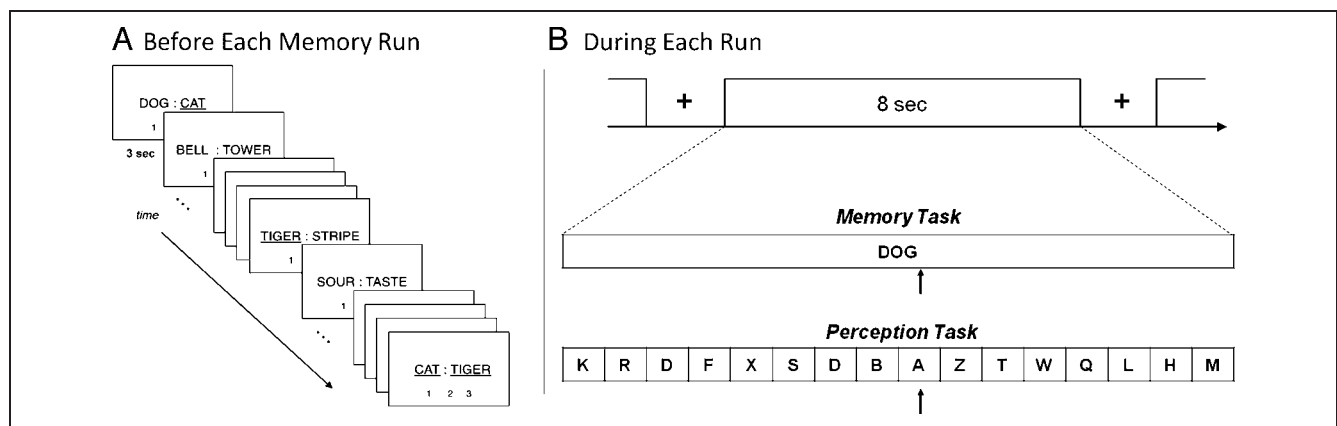 A Before Each Memory Run
DOG : CAT
1
3 sec
BELL : TOWER
1
time
TIGER : STRIPE
1
SOUR : TASTE
1
CAT : TIGER
1 2 3
B During Each Run
+ 8 sec +
Memory Task
DOG
Perception Task
K R D F X S D B A Z T W Q L H M